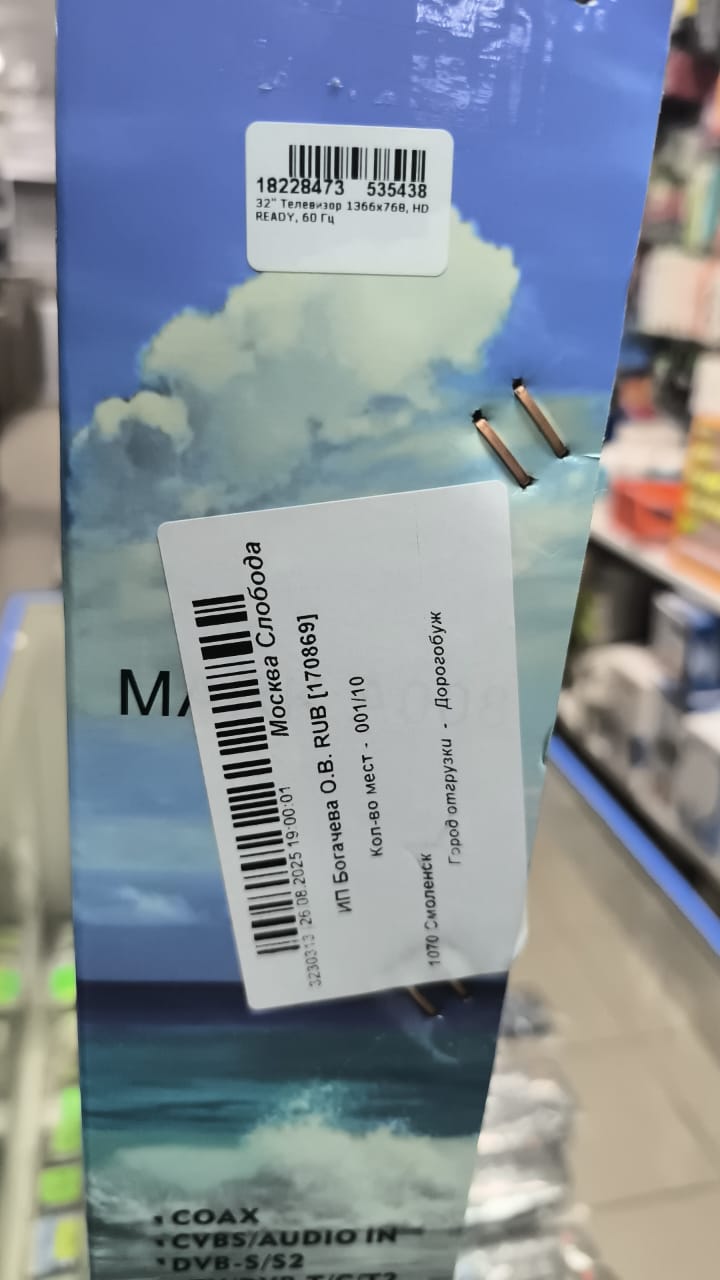 18228473 535438
32" Телевизор 1366x768, HD
READY, 60 Гц
MA
Москва Слобода
26.08.2025 19:00:01
ИП Богачева О.В. RUB [170869]
Кол-во мест - 001/10
1070 Смоленск
Город отгрузки - Дорогобуж
COAX
CVBS/AUDIO IN
DVB-S/S2